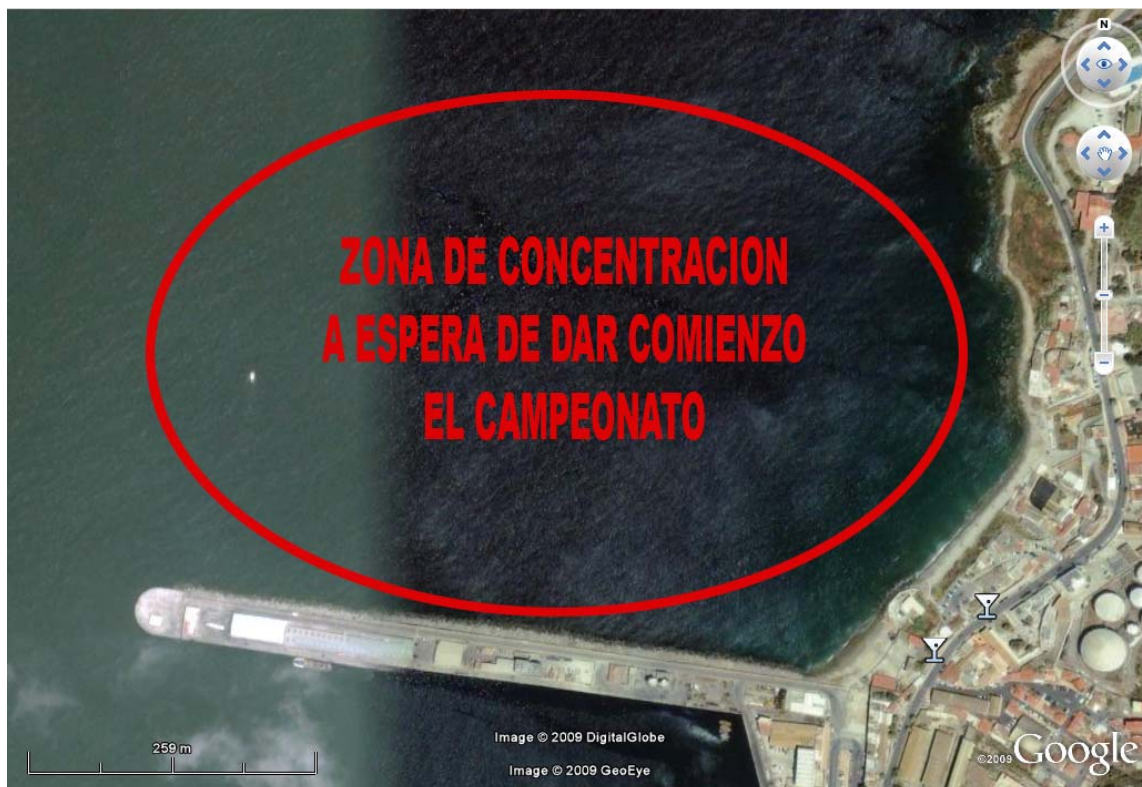 N
ZONA DE CONCENTRACION
A ESPERA DE DAR COMIENZO
EL CAMPEONATO
259 m
Image © 2009 DigitalGlobe
Image © 2009 GeoEye
©2009 Google